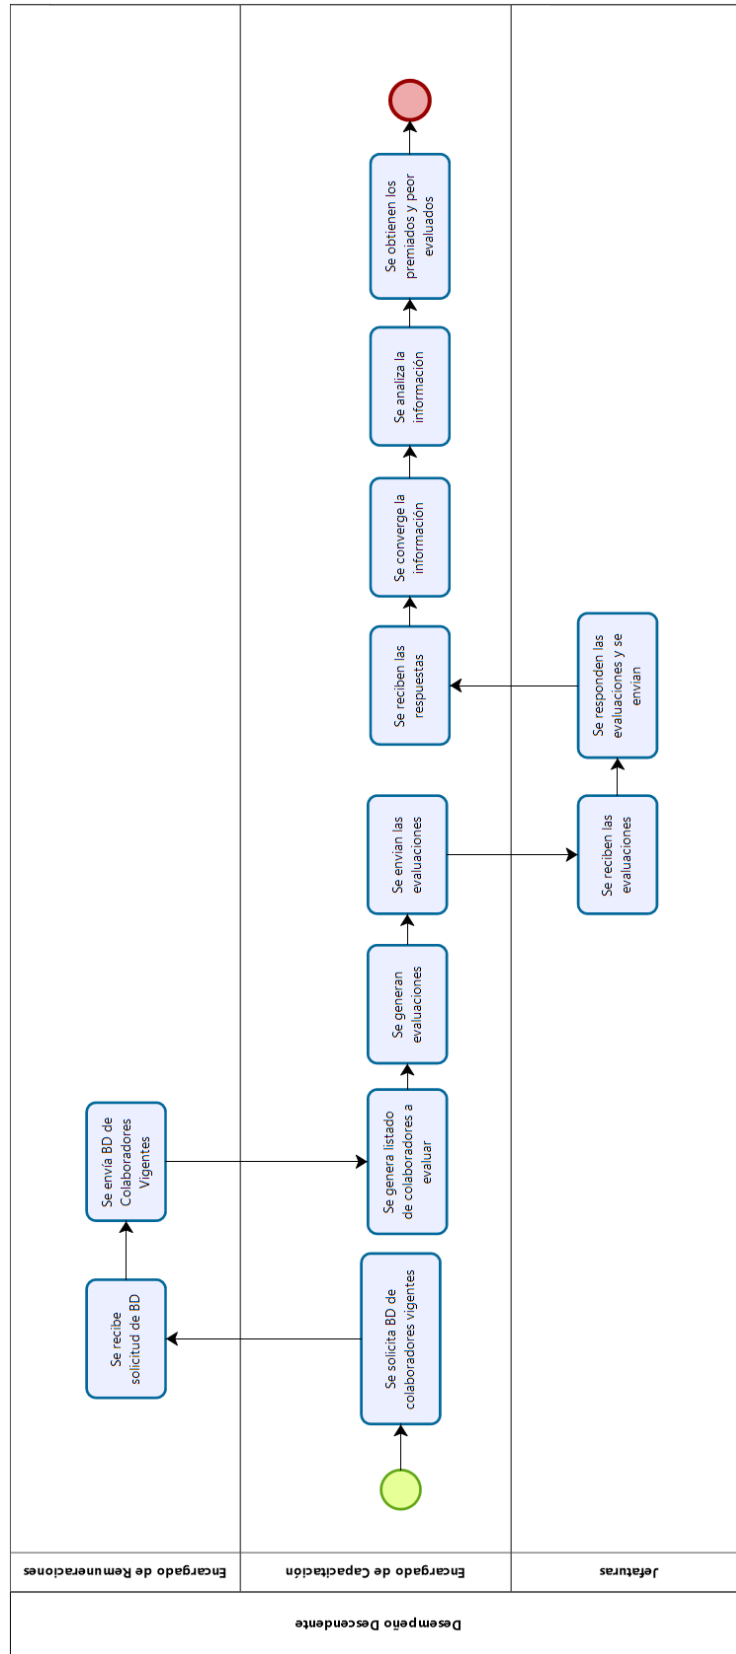 Desempeño Descendente
Encargado de Remuneraciones
Encargado de Capacitación
Jefaturas
Se solicita BD de
colaboradores vigentes
Se recibe
solicitud de BD
Se envía BD de
Colaboradores
Vigentes
Se genera listado
de colaboradores a
evaluar
Se generan
evaluaciones
Se envian las
evaluaciones
Se reciben las
evaluaciones
Se responden las
evaluaciones y se
envian
Se reciben las
respuestas
Se converge la
información
Se analiza la
información
Se obtienen los
premiados y peor
evaluados